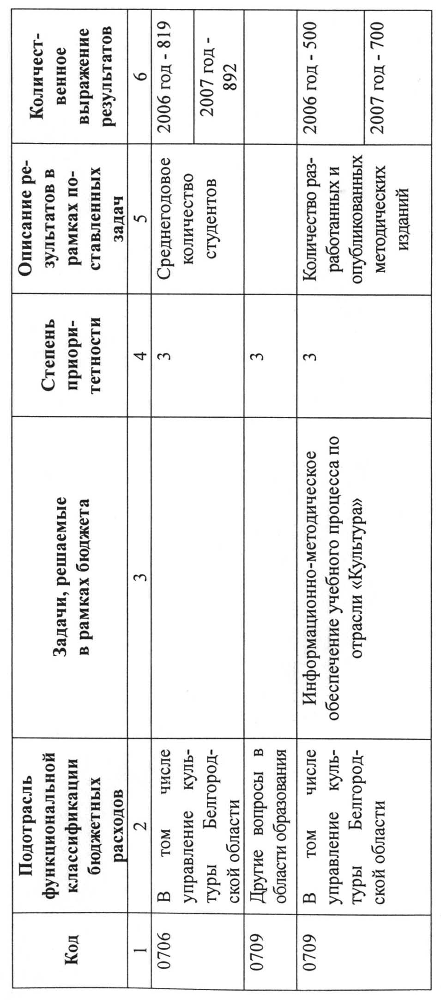 Код
Подотрасль
функциональной
классификации
бюджетных
расходов
Задачи, решаемые
в рамках бюджета
Степень
приори-
тетности
Описание ре-
зультатов в
рамках по-
ставленных
задач
Количест-
венное
выражение
результатов
1
2
3
4
5
6
0706
В том числе
управление куль-
туры Белгород-
ской области
3
Среднегодовое
количество
студентов
2006 год - 819
2007 год -
892
0709
Другие вопросы в
области образования
3
0709
В том числе
управление куль-
туры Белгород-
ской области
Информационно-методическое
обеспечение учебного процесса по
отрасли «Культура»
3
Количество раз-
работанных и
опубликованных
методических
изданий
2006 год - 500
2007 год - 700